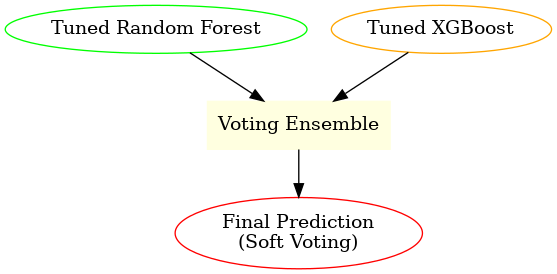 Tuned Random Forest
Tuned XGBoost
Voting Ensemble
Final Prediction
(Soft Voting)